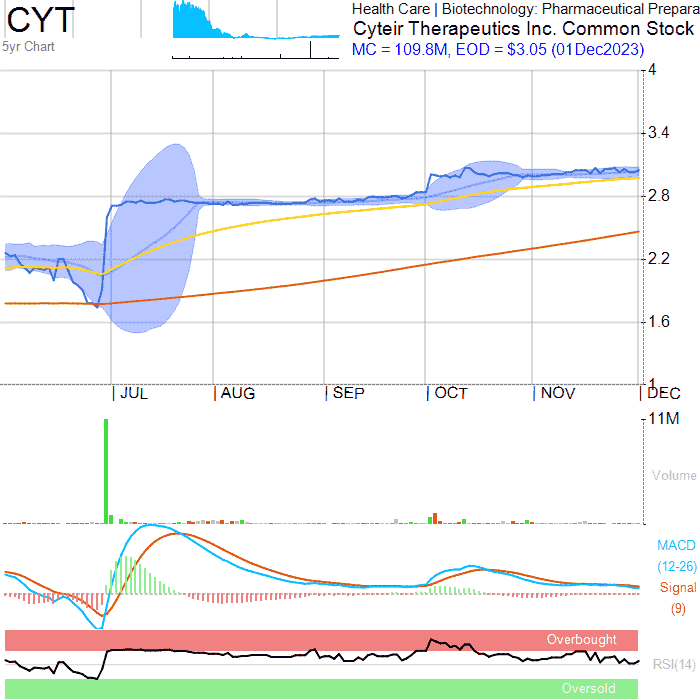 CYT
5yr Chart
Health Care | Biotechnology: Pharmaceutical Prepara
Cyteir Therapeutics Inc. Common Stock
MC = 109.8M, EOD = $3.05 (01Dec2023)
4
3.4
2.8
2.2
1.6
1
JUL AUG SEP OCT NOV DEC
11M
Volume
MACD
(12-26)
Signal
(9)
Overbought
RSI(14)
Oversold